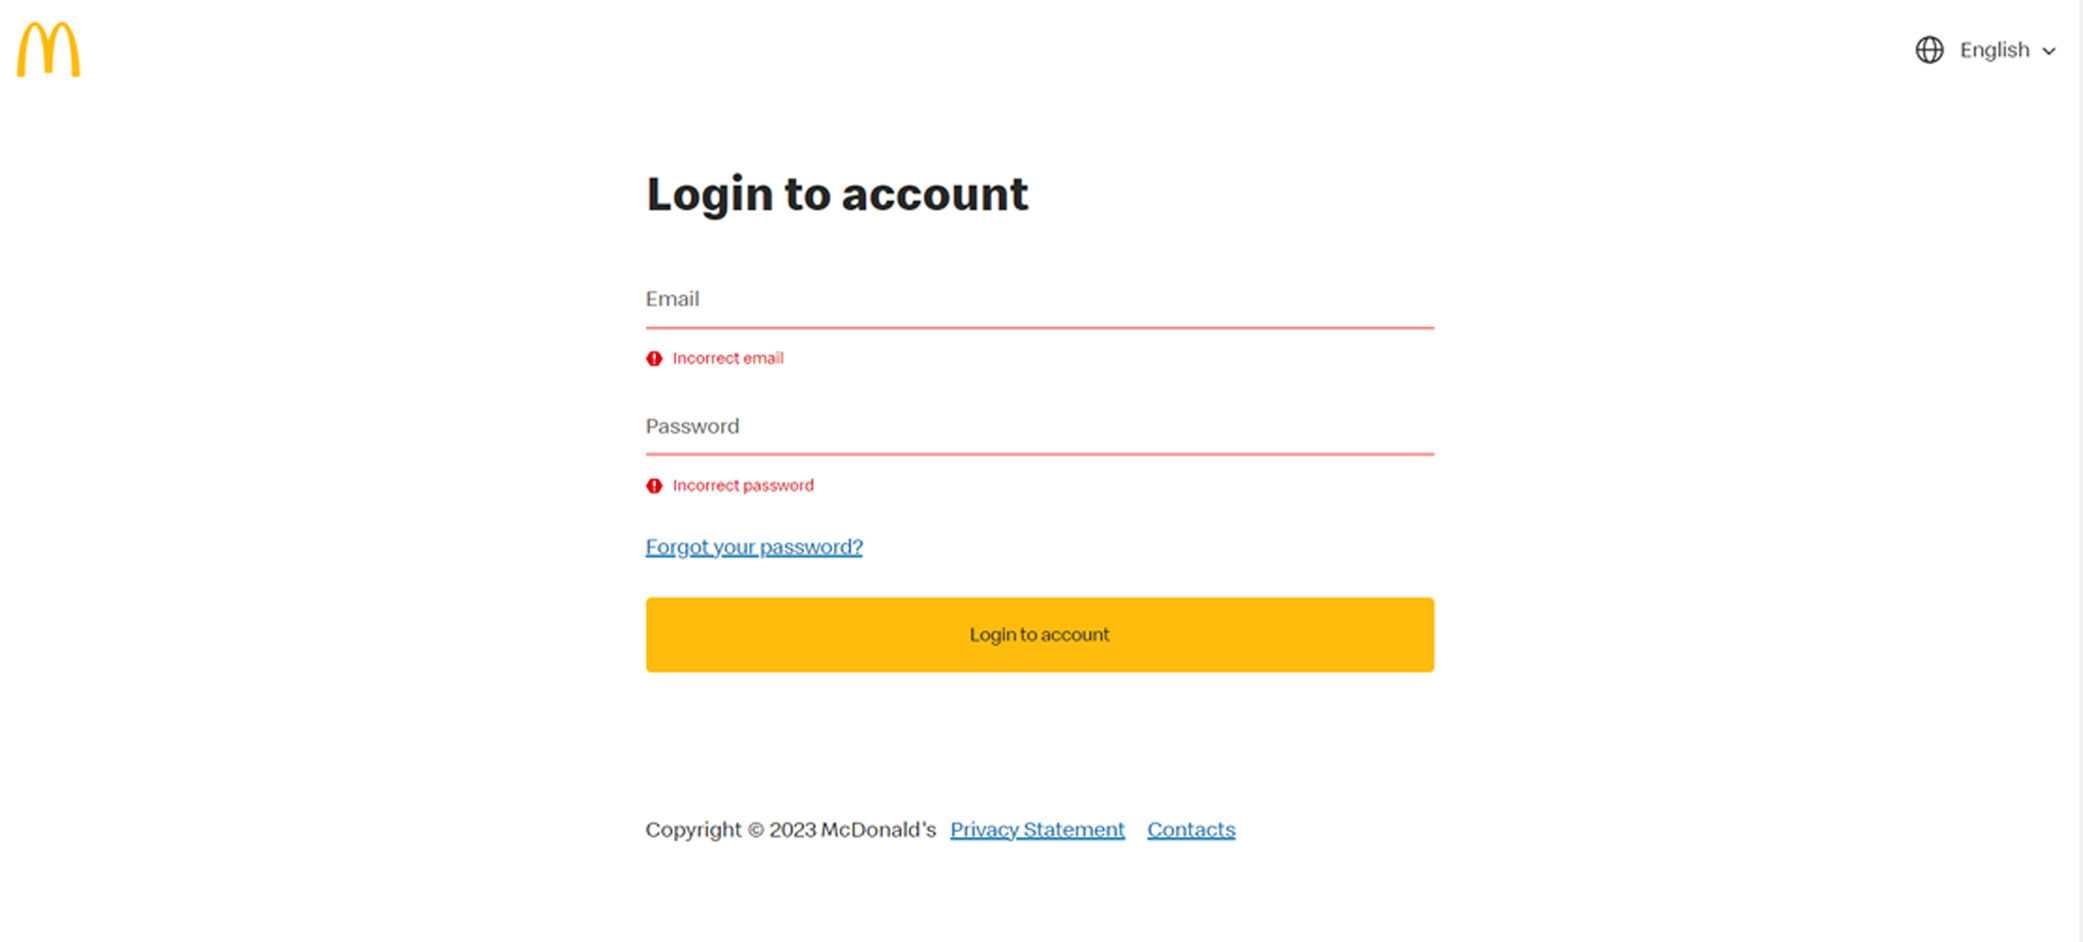 English
Login to account
Email
Incorrect email
Password
Incorrect password
Forgot your password?
Login to account
Copyright © 2023 McDonald's Privacy Statement Contacts